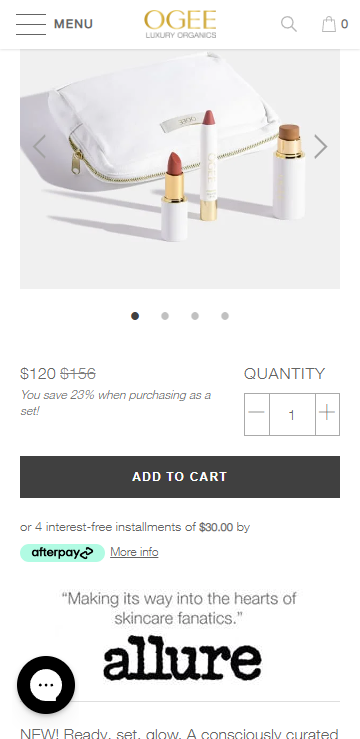 MENU
OGEE
LUXURY ORGANICS
0
OGEE
$120 $156
You save 23% when purchasing as a
set!
QUANTITY
1
ADD TO CART
or 4 interest-free installments of $30.00 by
afterpay
More info
“Making its way into the hearts of
skincare fanatics.”
allure
NEW! Ready, set, glow. A consciously curated